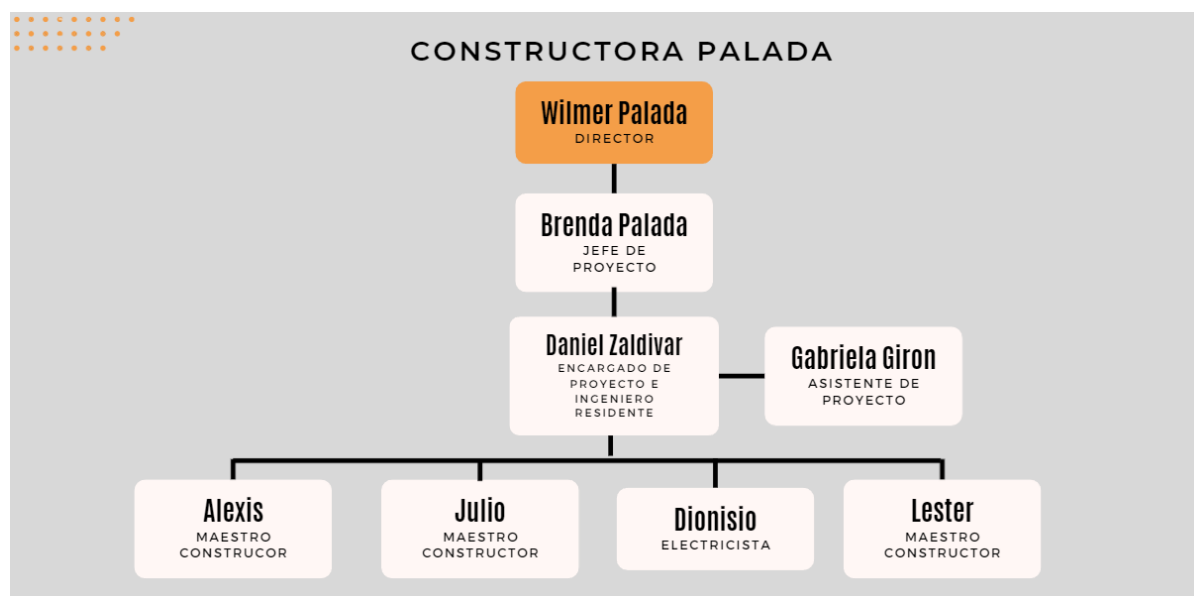 CONSTRUCTORA PALADA
Wilmer Palada
DIRECTOR
Brenda Palada
JEFE DE
PROYECTO
Daniel Zaldivar
ENCARGADO DE
PROYECTO E
INGENIERO
RESIDENTE
Gabriela Giron
ASISTENTE DE
PROYECTO
Alexis
MAESTRO
CONSTRUCOR
Julio
MAESTRO
CONSTRUCTOR
Dionisio
ELECTRICISTA
Lester
MAESTRO
CONSTRUCTOR